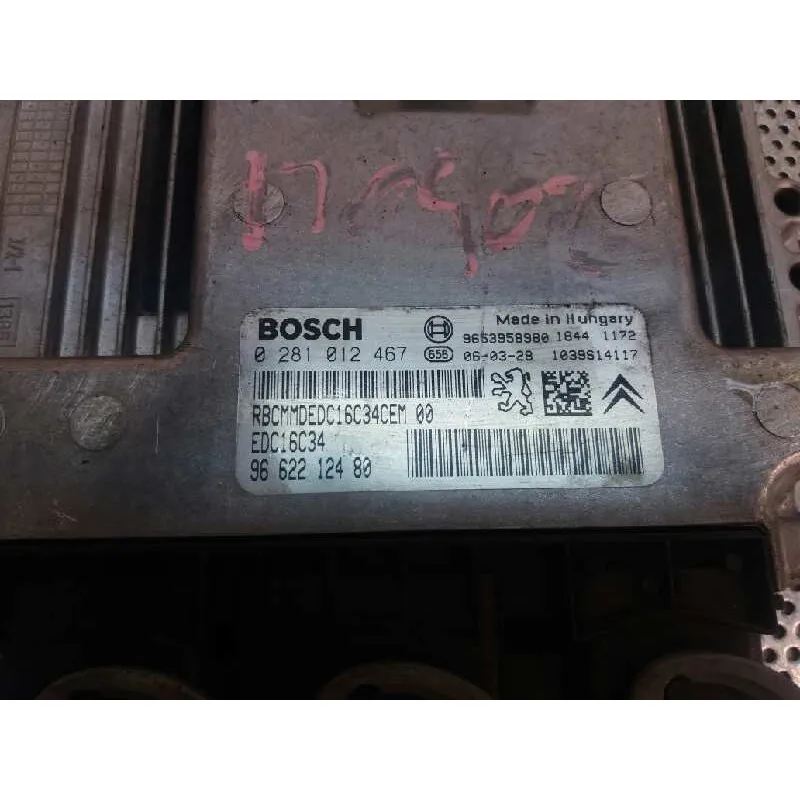 BOSCH
Made in Hungary
9653958980 1844 1172
0 281 012 467
656 06-03-28 1039S14117
RBCMMDEDC16C34CEM 00
EDC16C34
96 622 124 80